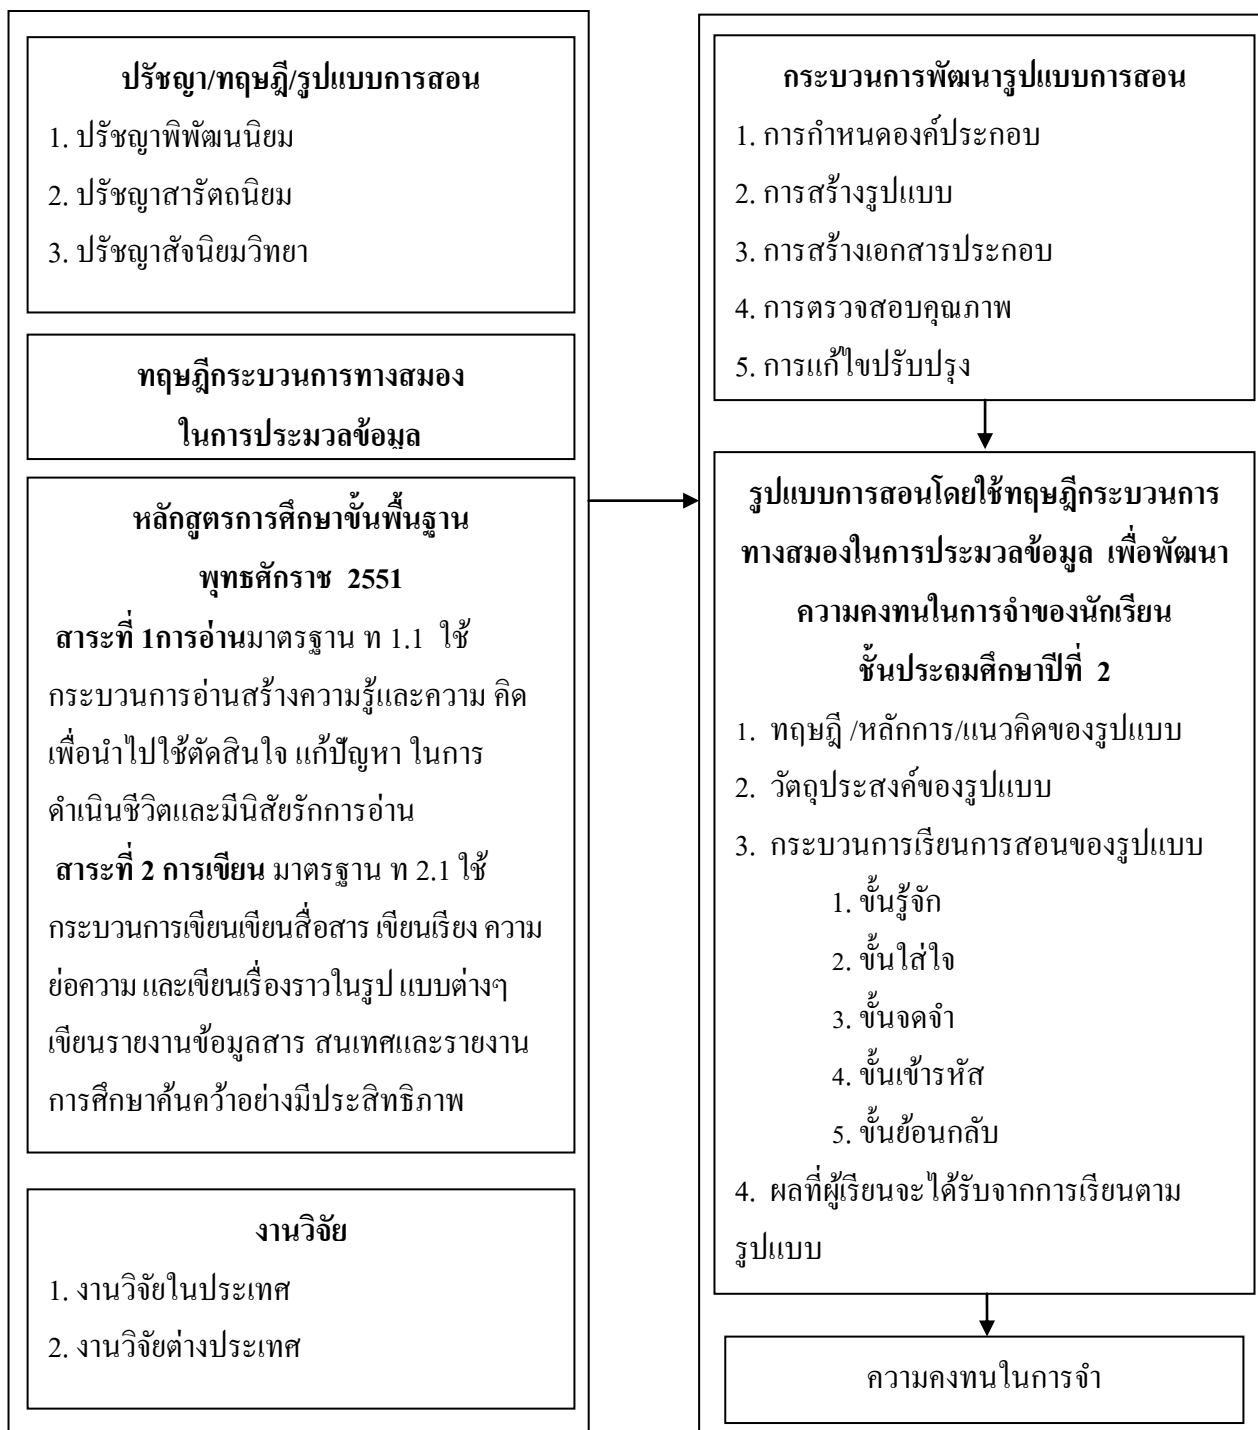 ปรัชญา/ทฤษฎี/รูปแบบการสอน
1. ปรัชญาพิพัฒนนิยม
2. ปรัชญาสารัตถนิยม
3. ปรัชญาสัจนิยมวิทยา
ทฤษฎีกระบวนการทางสมอง
ในการประมวลข้อมูล
หลักสูตรการศึกษาขั้นพื้นฐาน
พุทธศักราช 2551
สาระที่ 1การอ่านมาตรฐาน ท 1.1 ใช้
กระบวนการอ่านสร้างความรู้และความ คิด
เพื่อนำไปใช้ตัดสินใจ แก้ปัญหา ในการ
ดำเนินชีวิตและมีนิสัยรักการอ่าน
สาระที่ 2 การเขียน มาตรฐาน ท 2.1 ใช้
กระบวนการเขียนเขียนสื่อสาร เขียนเรียง ความ
ย่อความ และเขียนเรื่องราวในรูป แบบต่างๆ
เขียนรายงานข้อมูลสาร สนเทศและรายงาน
การศึกษาค้นคว้าอย่างมีประสิทธิภาพ
งานวิจัย
1. งานวิจัยในประเทศ
2. งานวิจัยต่างประเทศ
กระบวนการพัฒนารูปแบบการสอน
1. การกำหนดองค์ประกอบ
2. การสร้างรูปแบบ
3. การสร้างเอกสารประกอบ
4. การตรวจสอบคุณภาพ
5. การแก้ไขปรับปรุง
รูปแบบการสอนโดยใช้ทฤษฎีกระบวนการ
ทางสมองในการประมวลข้อมูล เพื่อพัฒนา
ความคงทนในการจำของนักเรียน
ชั้นประถมศึกษาปีที่ 2
1. ทฤษฎี /หลักการ/แนวคิดของรูปแบบ
2. วัตถุประสงค์ของรูปแบบ
3. กระบวนการเรียนการสอนของรูปแบบ
1. ขั้นรู้จัก
2. ขั้นใส่ใจ
3. ขั้นจดจำ
4. ขั้นเข้ารหัส
5. ขั้นย้อนกลับ
4. ผลที่ผู้เรียนจะได้รับจากการเรียนตาม
รูปแบบ
ความคงทนในการจำ